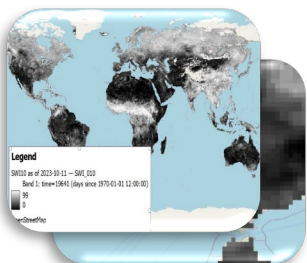 Legend
SWI10 as of 2023-10-11 — SWI_010
Band 1: time=19641 (days since 1970-01-01 12:00:00)
99
0
OpenStreetMap